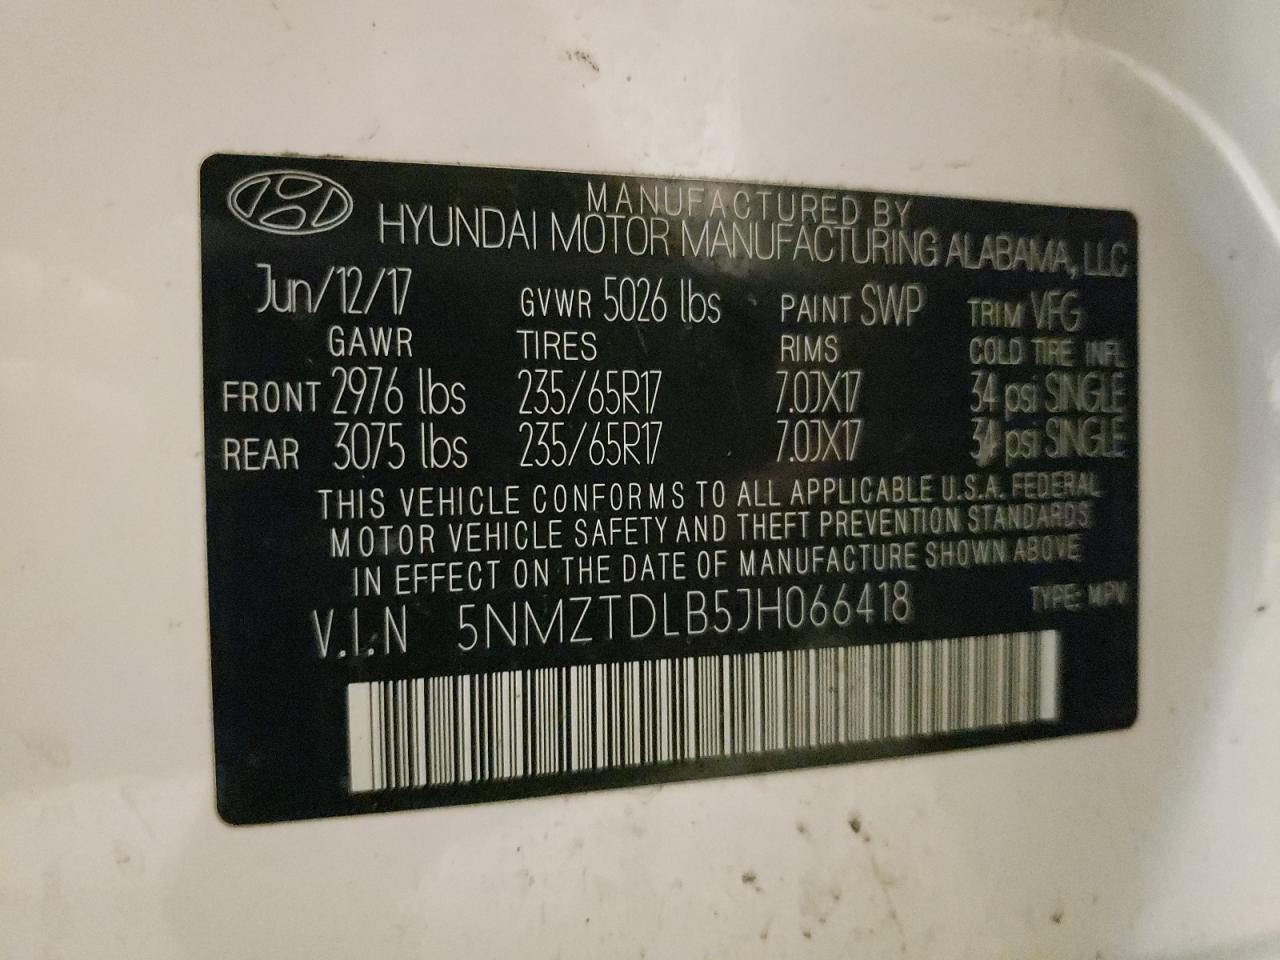 MANUFACTURED BY
HYUNDAI MOTOR MANUFACTURING ALABAMA, LLC
Jun/12/17 GVWR 5026 lbs PAINT SWP TRIM VFG
GAWR TIRES RIMS COLD TIRE INFL
FRONT 2976 lbs 235/65R17 7.0JX17 34 psi SINGLE
REAR 3075 lbs 235/65R17 7.0JX17 34 psi SINGLE
THIS VEHICLE CONFORMS TO ALL APPLICABLE U.S.A. FEDERAL
MOTOR VEHICLE SAFETY AND THEFT PREVENTION STANDARDS
IN EFFECT ON THE DATE OF MANUFACTURE SHOWN ABOVE
V.I.N 5NMZTDLB5JH066418 TYPE: MPV